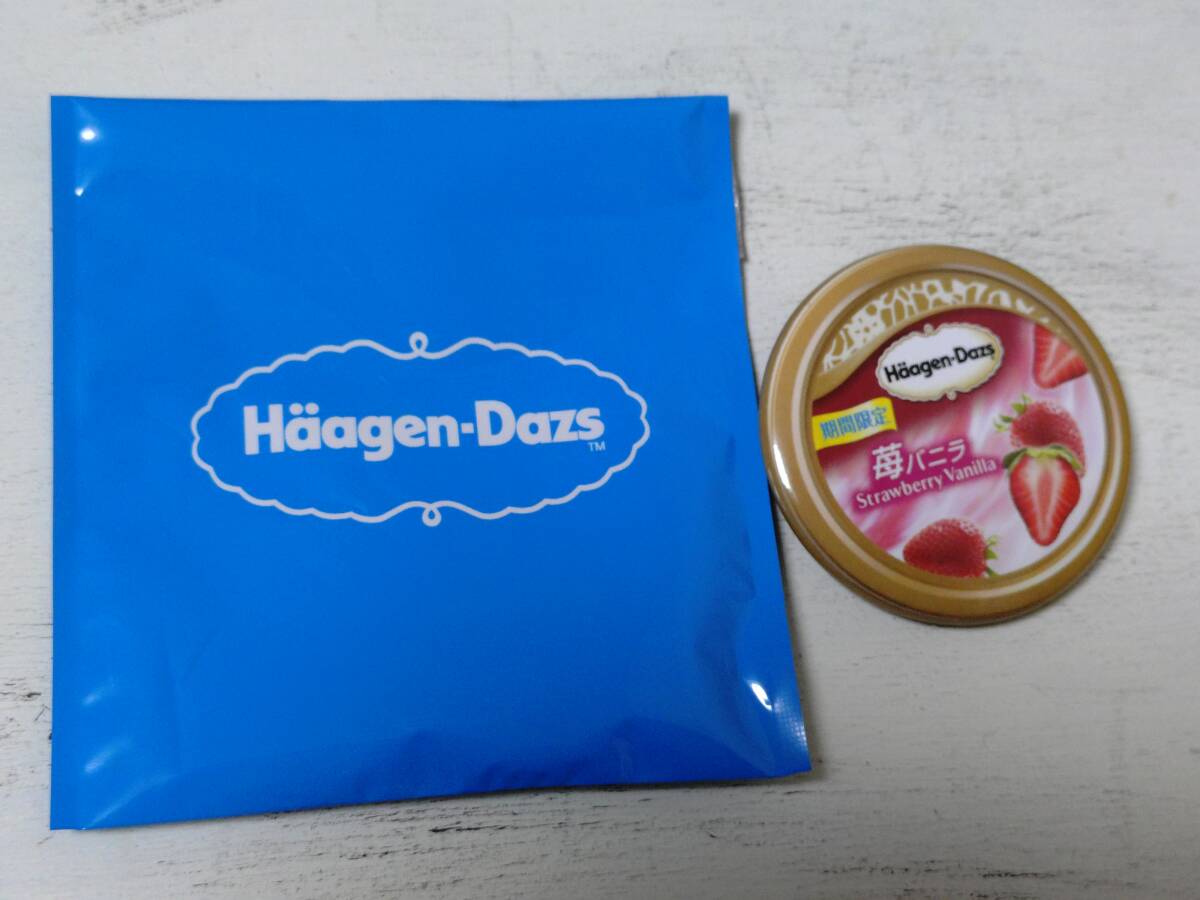 Häagen-Dazs
TM
Häagen-Dazs
期間限定
苺バニラ
Strawberry Vanilla